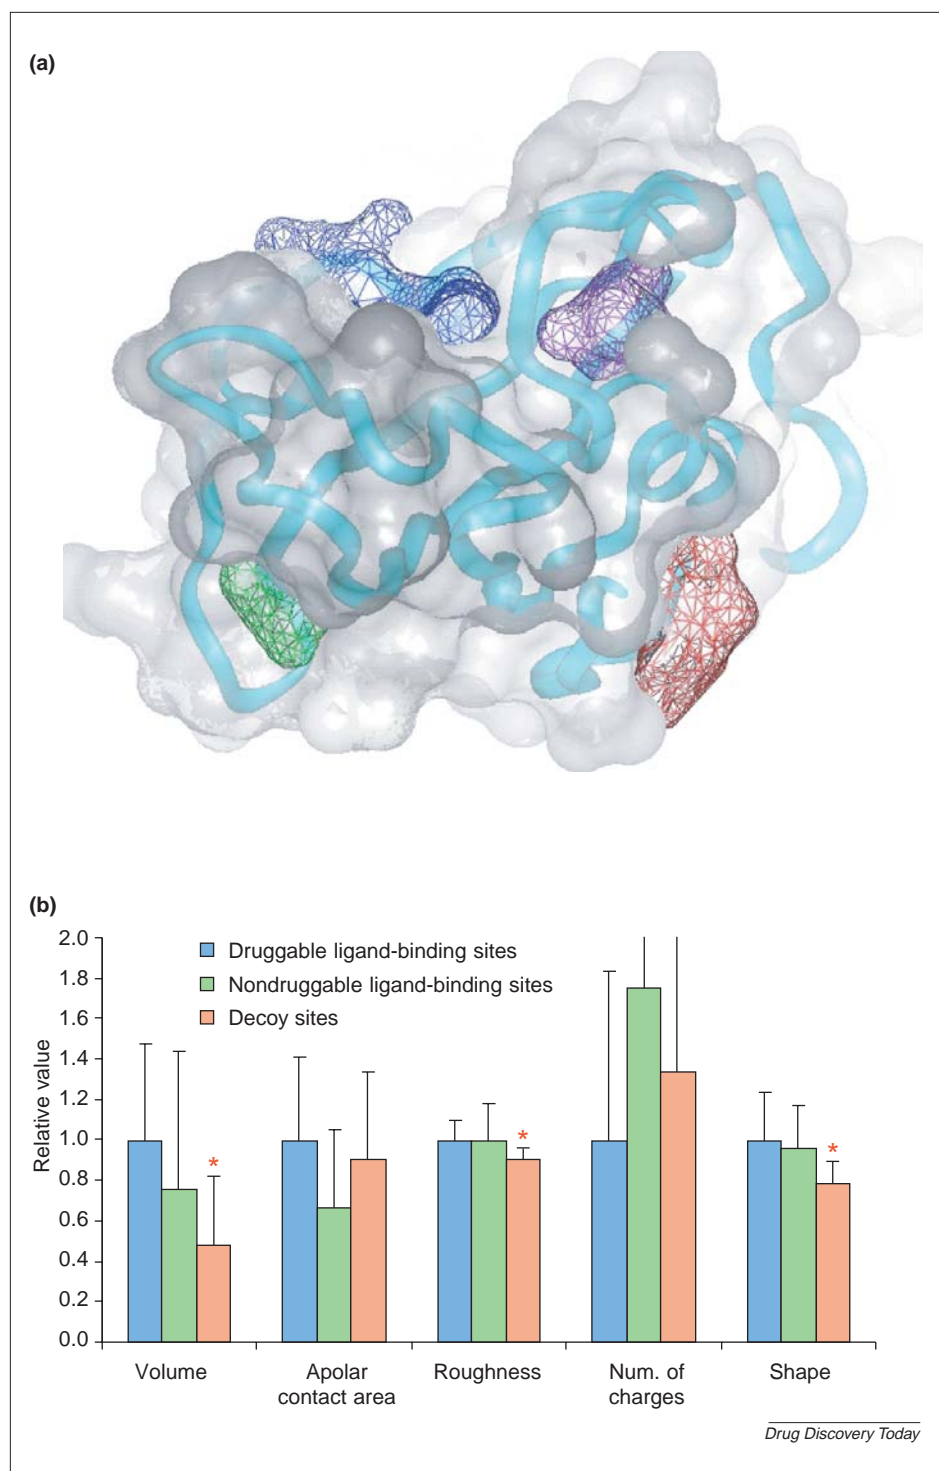 (a)
(b)
2.0
1.8
1.6
1.4
1.2
1.0
0.8
0.6
0.4
0.2
0.0
Relative value
Druggable ligand-binding sites
Nondruggable ligand-binding sites
Decoy sites
*
*
*
Volume
Apolar
contact area
Roughness
Num. of
charges
Shape
Drug Discovery Today